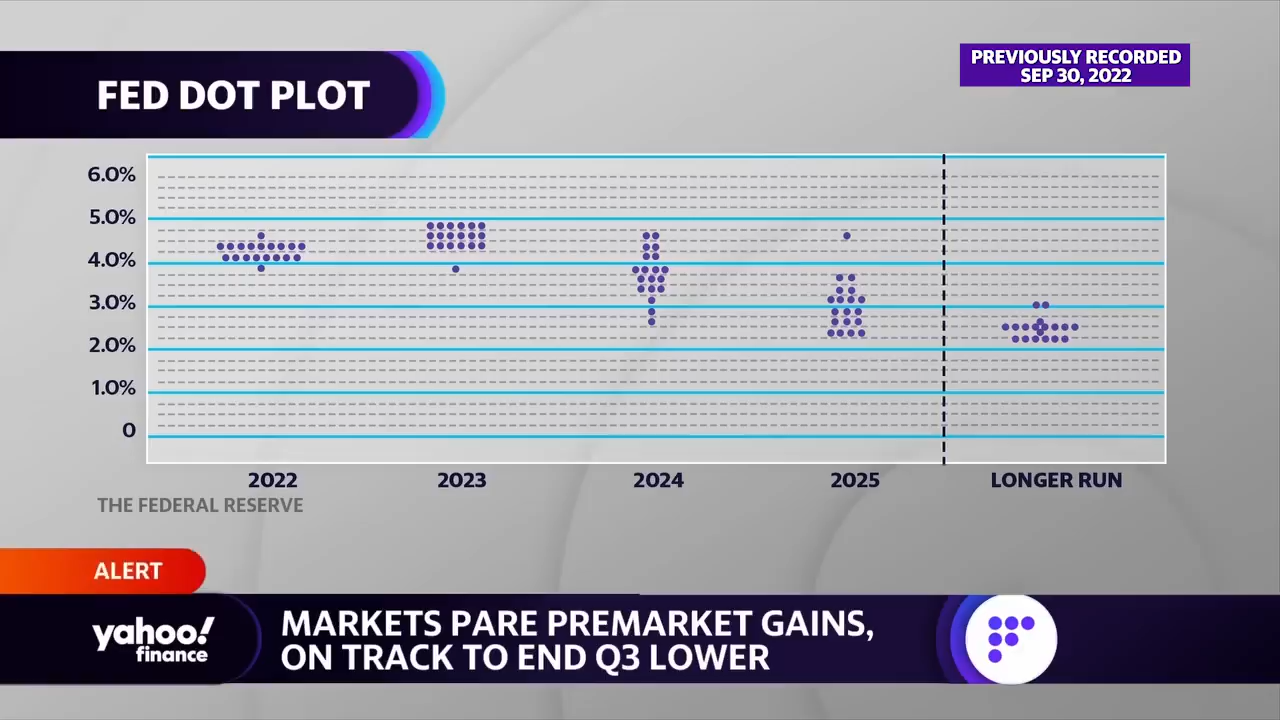 FED DOT PLOT
PREVIOUSLY RECORDED
SEP 30, 2022
6.0%
5.0%
4.0%
3.0%
2.0%
1.0%
0
2022 2023 2024 2025 LONGER RUN
THE FEDERAL RESERVE
ALERT
yahoo!
finance
MARKETS PARE PREMARKET GAINS,
ON TRACK TO END Q3 LOWER